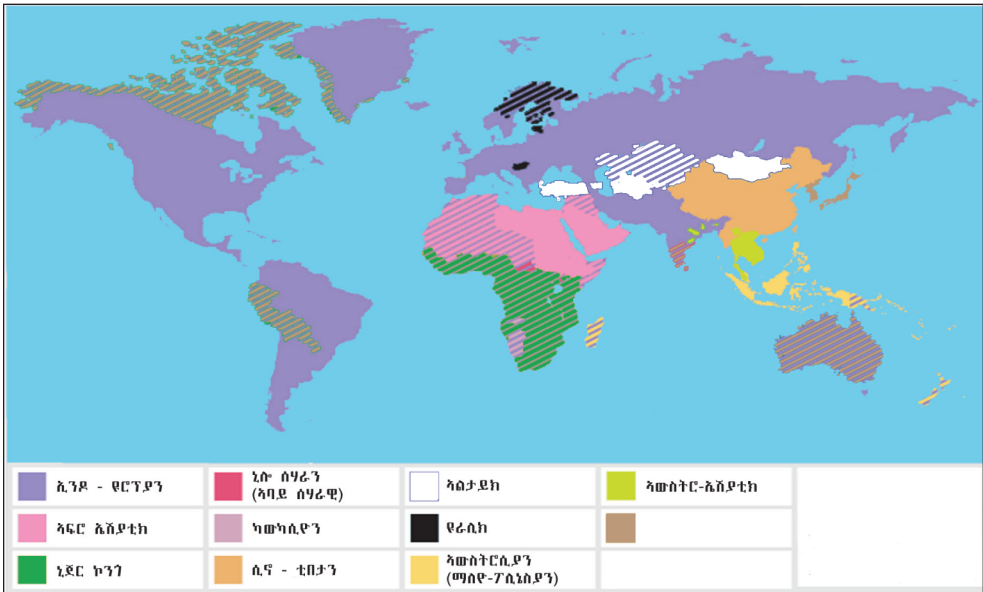 ኢንዶ - ዩሮፕያን
ኒሎ ሰሃራን
(ኣባይ ሰሃራዊ)
ኣልታይክ
ኣውስትሮ-ኤሽያቲክ
ኣፍሮ ኤሽያቲክ
ካውካሲዮን
ዩራሊክ
ኒጀር ኮንጎ
ሲኖ - ቲበታን
ኣውስትሮሲያን
(ማለዮ-ፖሊኔስያን)